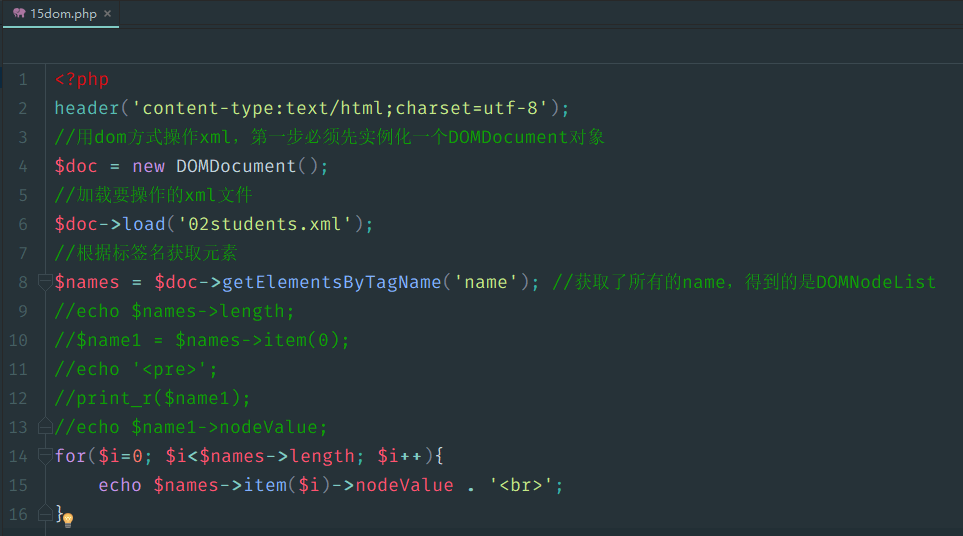 15dom.php ×
1 <?php
2 header('content-type:text/html;charset=utf-8');
3 //用dom方式操作xml，第一步必须先实例化一个DOMDocument对象
4 $doc = new DOMDocument();
5 //加载要操作的xml文件
6 $doc->load('02students.xml');
7 //根据标签名获取元素
8 $names = $doc->getElementsByTagName('name'); //获取了所有的name，得到的是DOMNodeList
9 //echo $names->length;
10 //$name1 = $names->item(0);
11 //echo '<pre>';
12 //print_r($name1);
13 //echo $name1->nodeValue;
14 for($i=0; $i<$names->length; $i++){
15     echo $names->item($i)->nodeValue . '<br>';
16 }